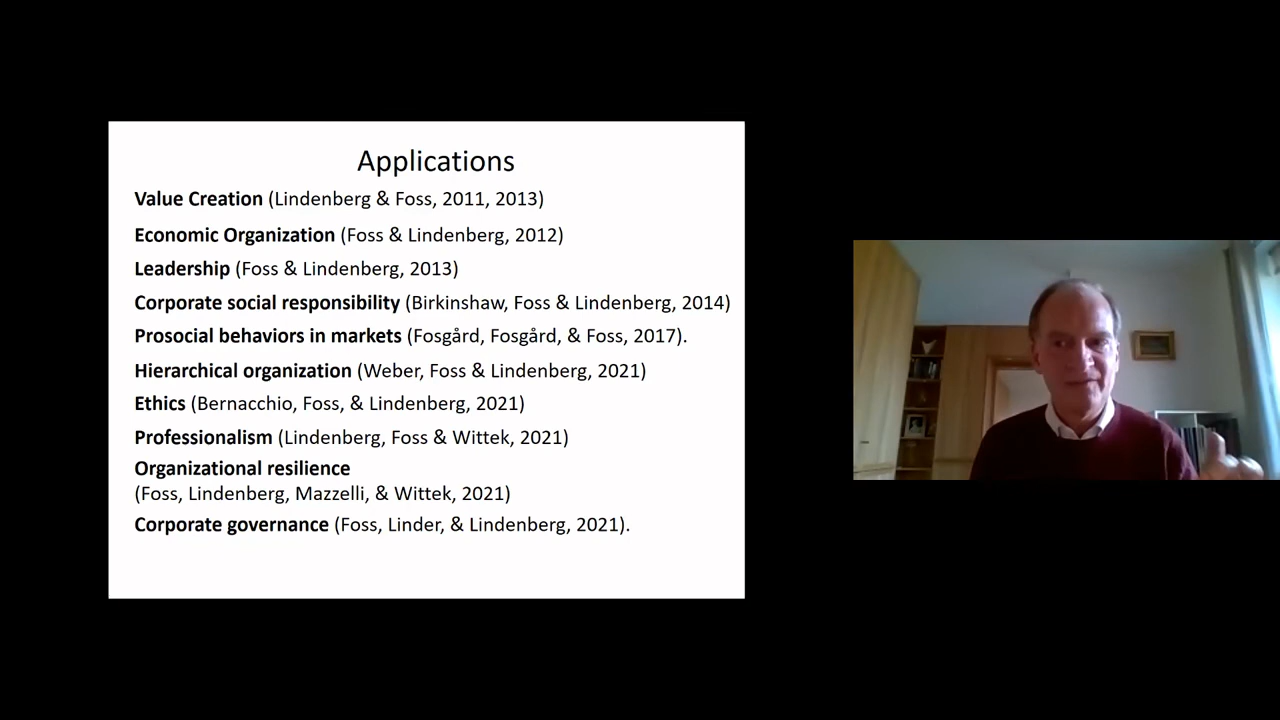 Applications
Value Creation (Lindenberg & Foss, 2011, 2013)
Economic Organization (Foss & Lindenberg, 2012)
Leadership (Foss & Lindenberg, 2013)
Corporate social responsibility (Birkinshaw, Foss & Lindenberg, 2014)
Prosocial behaviors in markets (Fosgård, Fosgård, & Foss, 2017).
Hierarchical organization (Weber, Foss & Lindenberg, 2021)
Ethics (Bernacchio, Foss, & Lindenberg, 2021)
Professionalism (Lindenberg, Foss & Wittek, 2021)
Organizational resilience
(Foss, Lindenberg, Mazzelli, & Wittek, 2021)
Corporate governance (Foss, Linder, & Lindenberg, 2021).